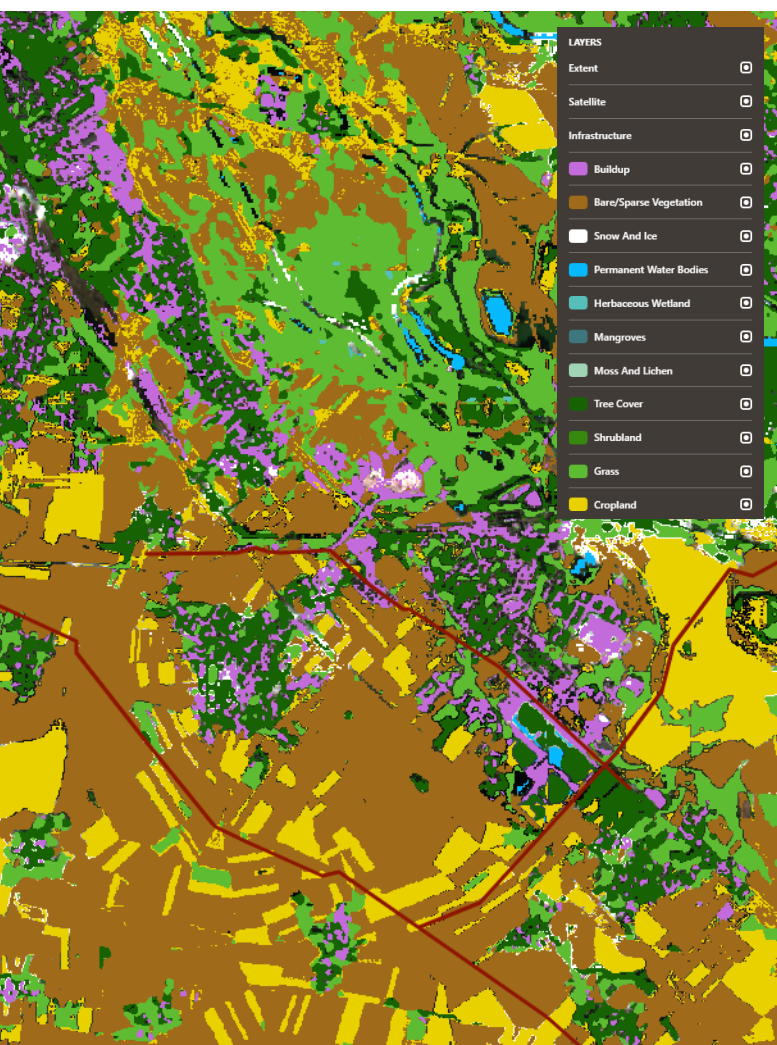 LAYERS
Extent
Satellite
Infrastructure
Buildup
Bare/Sparse Vegetation
Snow And Ice
Permanent Water Bodies
Herbaceous Wetland
Mangroves
Moss And Lichen
Tree Cover
Shrubland
Grass
Cropland